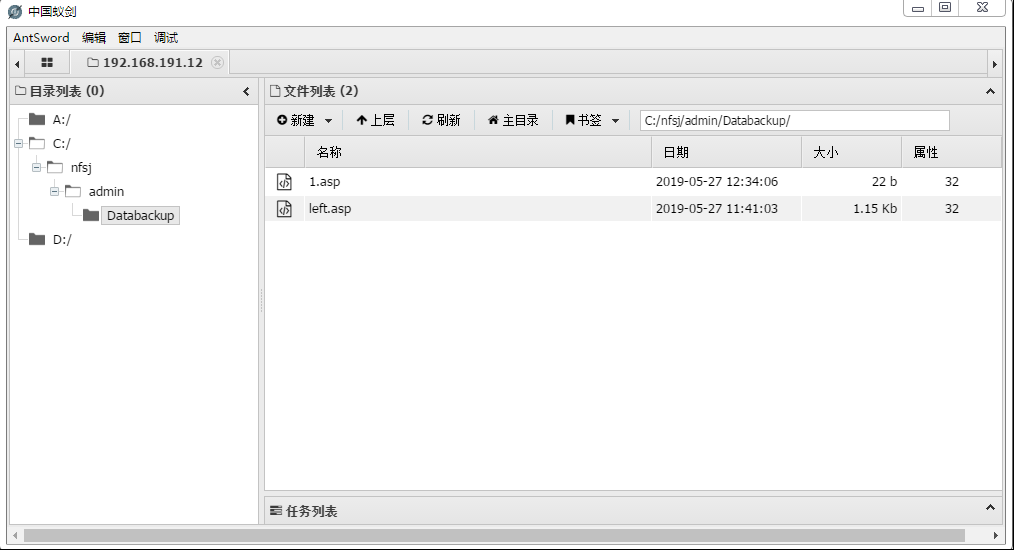 中国蚁剑
AntSword 编辑 窗口 调试
192.168.191.12
目录列表 (0)
A:/
C:/
nfsj
admin
Databackup
D:/
文件列表 (2)
新建 上层 刷新 主目录 书签 C:/nfsj/admin/Databackup/
名称 日期 大小 属性
1.asp 2019-05-27 12:34:06 22 b 32
left.asp 2019-05-27 11:41:03 1.15 Kb 32
任务列表